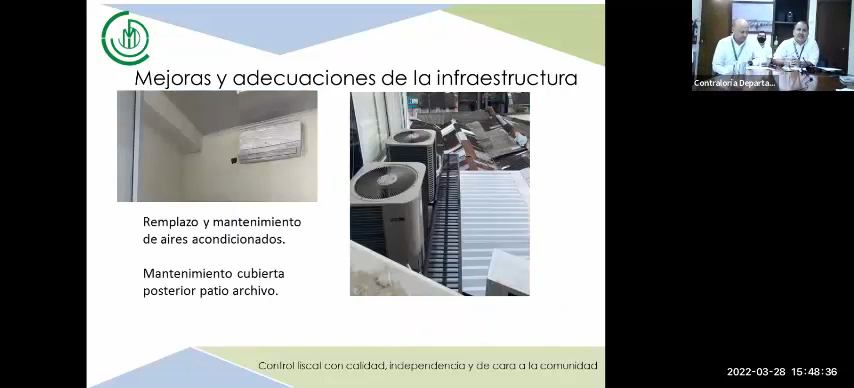 Mejoras y adecuaciones de la infraestructura
Contraloría Departa...
Remplazo y mantenimiento
de aires acondicionados.
Mantenimiento cubierta
posterior patio archivo.
Control fiscal con calidad, independencia y de cara a la comunidad
2022-03-28 15:48:36